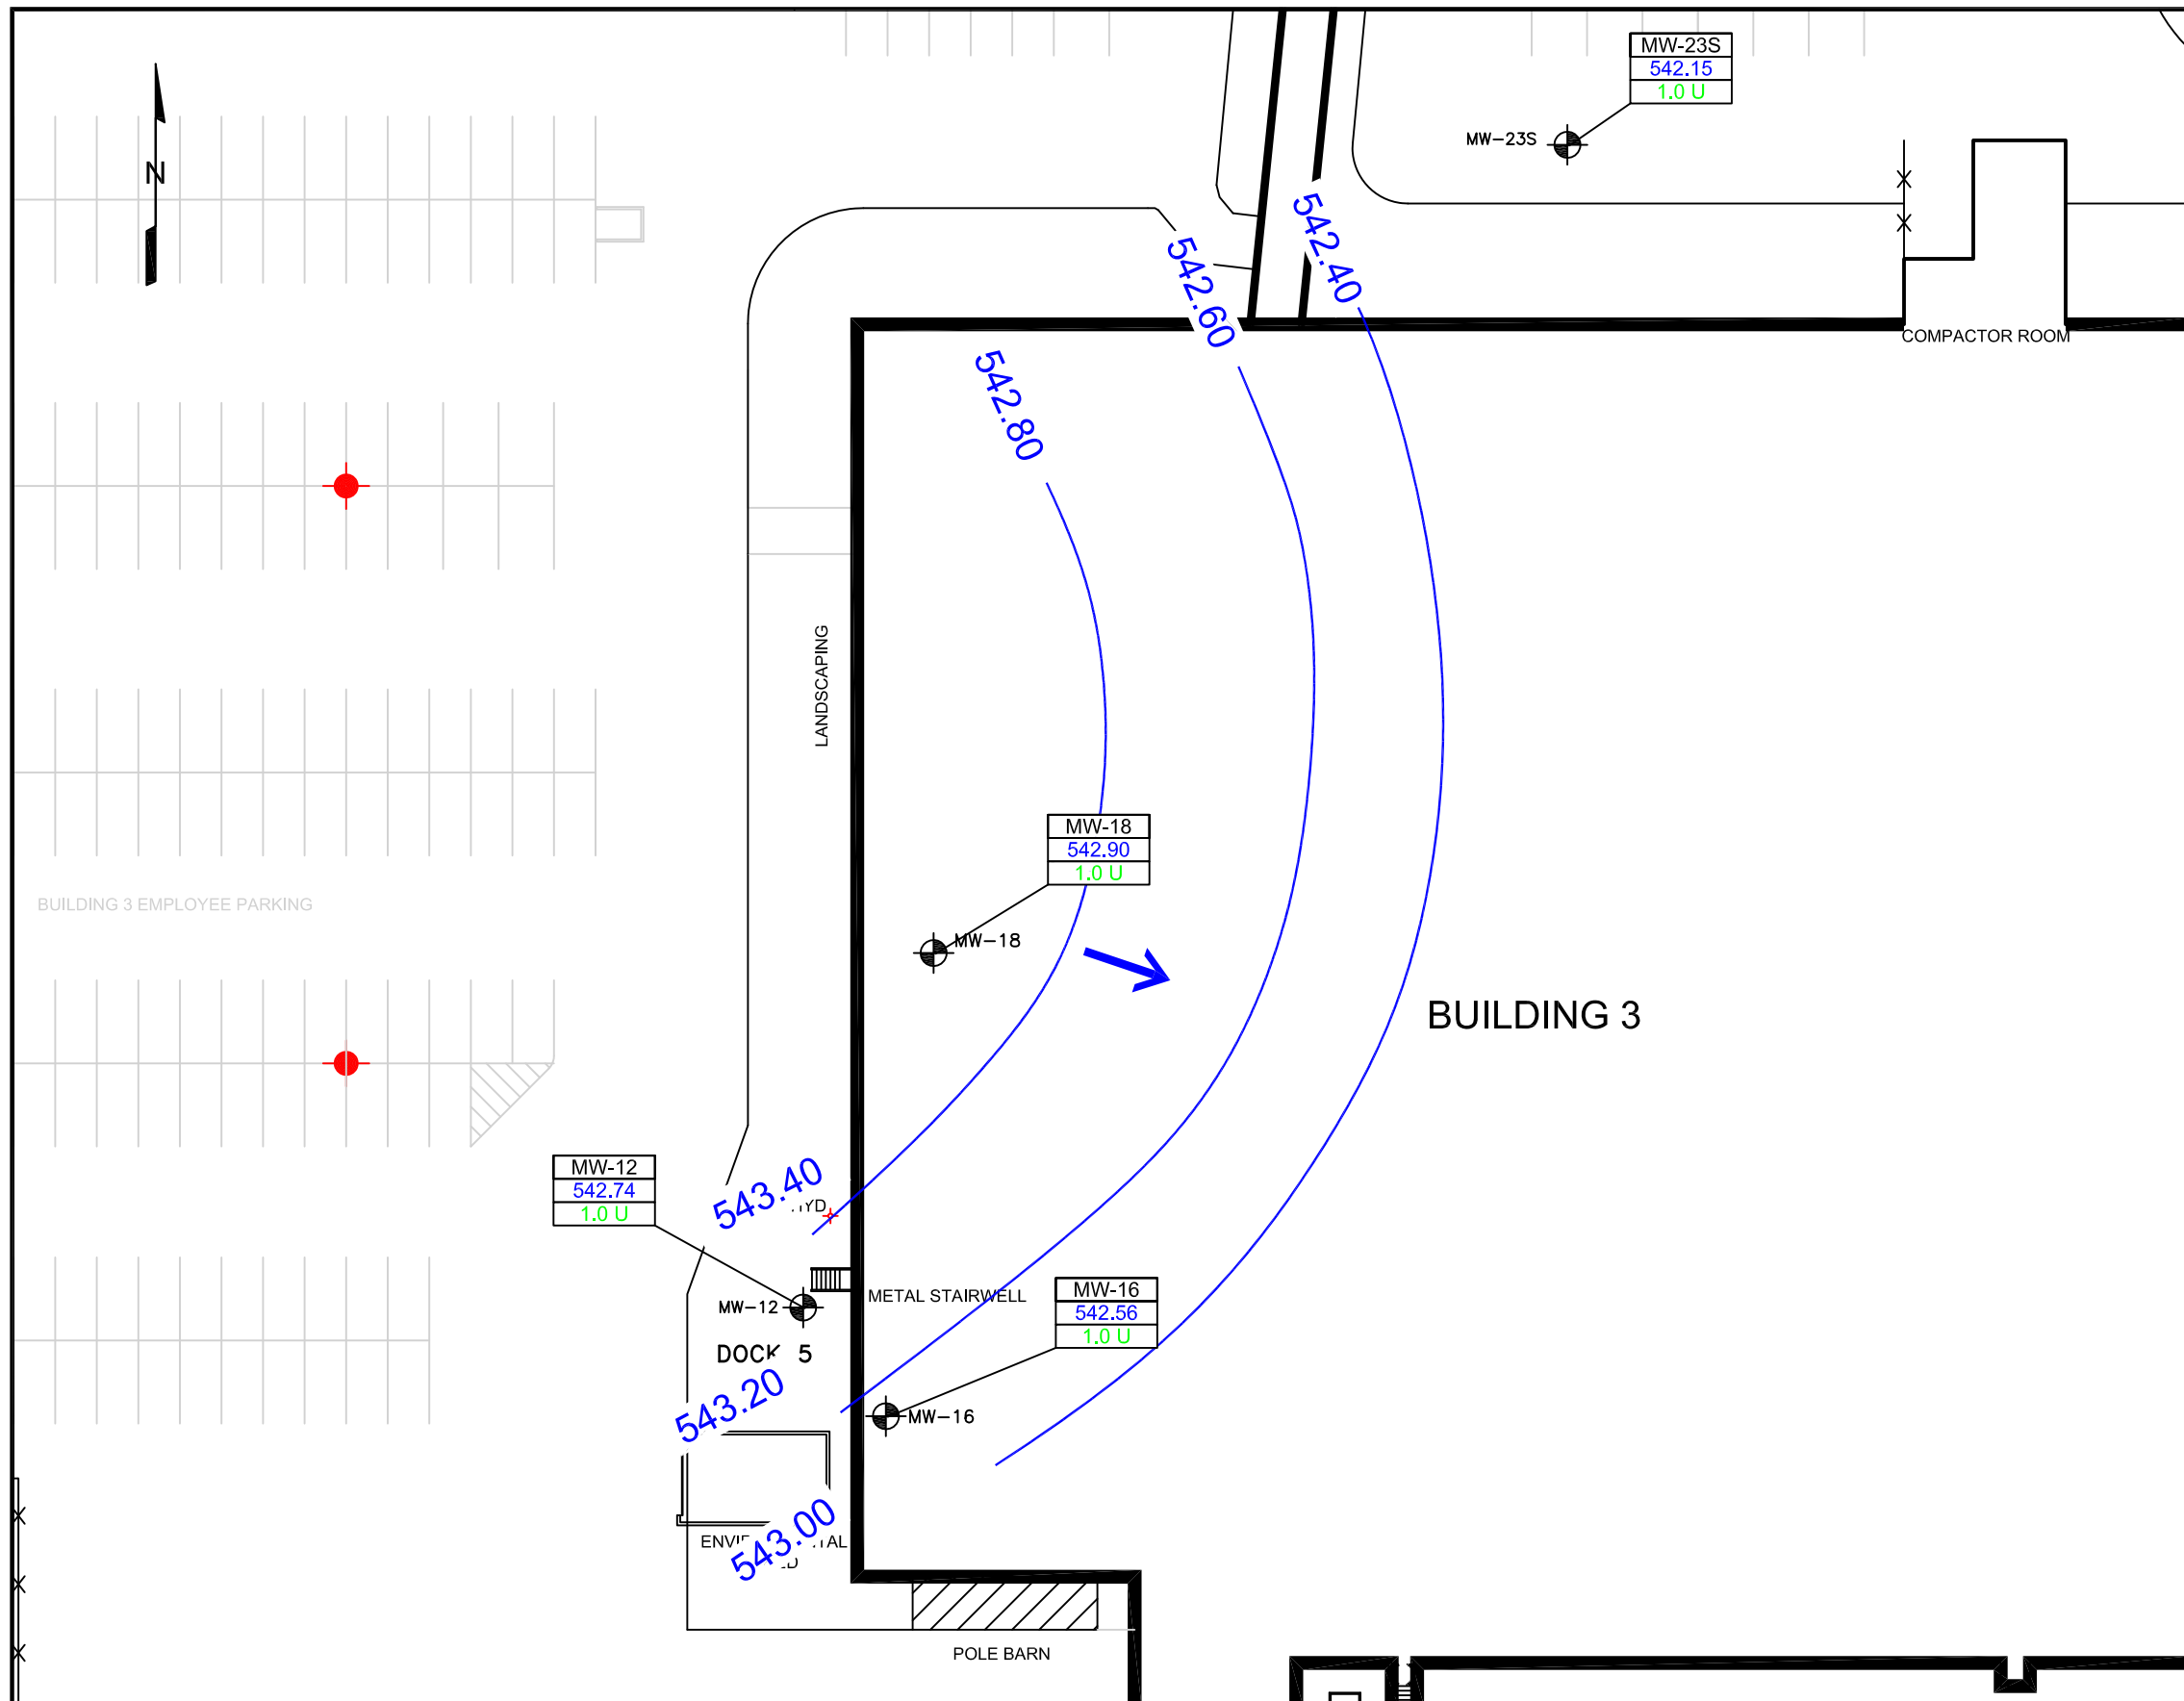 MW-23S
542.15
1.0 U
MW-23S
N
542.40
542.60
COMPACTOR ROOM
542.80
LANDSCAPING
MW-18
542.90
1.0 U
BUILDING 3 EMPLOYEE PARKING
MW-18
BUILDING 3
MW-12
542.74
1.0 U
543.40
METAL STAIRWELL
MW-16
542.56
1.0 U
MW-12
DOCK 5
543.20
MW-16
543.00
POLE BARN